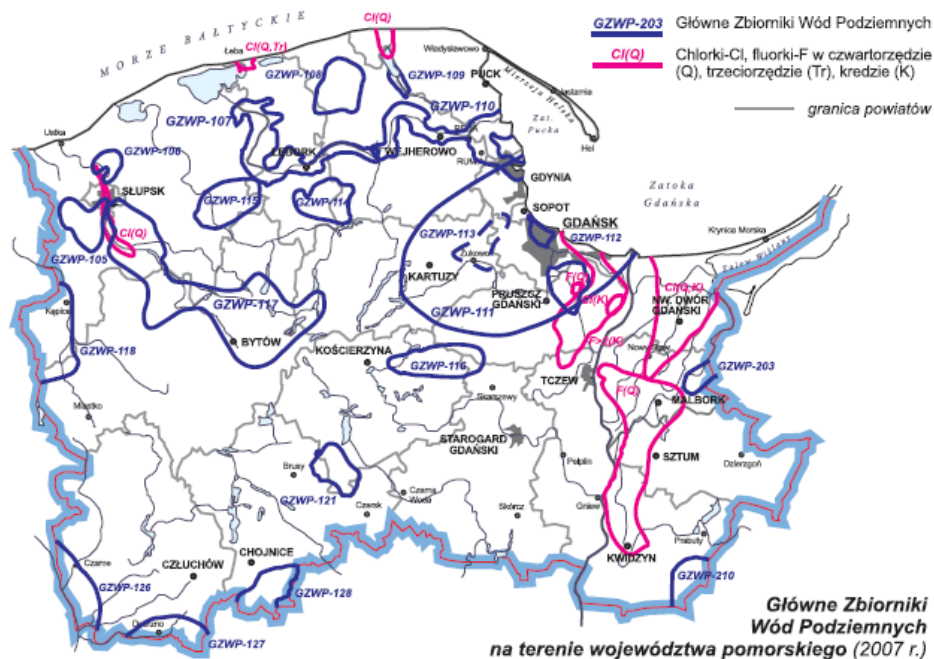 GZWP-203 Główne Zbiorniki Wód Podziemnych
Cl(Q) Chlorki-Cl, fluorki-F w czwartorzędzie
(Q), trzeciorzędzie (Tr), kredzie (K)
granica powiatów
MORZE BAŁTYCKIE
Cl(Q)
Cl(Q,Tr)
Łeba
Władysławowo
PUCK
Jastarnia
Mierzeja Helska
Zat.
Pucka
Hel
GZWP-108
GZWP-109
GZWP-110
GZWP-107
Ustka
GZWP-106
LĘBORK
WEJHEROWO
GDYNIA
SOPOT
Zatoka
Gdańska
SŁUPSK
GZWP-115
GZWP-114
GZWP-113
GDAŃSK
GZWP-112
Krynica Morska
Zalew Wiślany
Cl(Q)
GZWP-105
Żukowo
KARTUZY
F(Q)
PRUSZCZ
GDAŃSKI
Cl(Q,K)
NW. DWÓR
GDAŃSKI
GZWP-117
GZWP-111
Kępice
BYTÓW
GZWP-118
KOŚCIERZYNA
GZWP-116
TCZEW
GZWP-203
F(Q)
MALBORK
Miastko
Skarszewy
STAROGARD
GDAŃSKI
SZTUM
Dzierzgoń
Pelplin
Brusy
GZWP-121
Czarna
Woda
Czersk
Skórcz
Gniew
Prabuty
KWIDZYN
Czarne
CZŁUCHÓW
CHOJNICE
GZWP-126
GZWP-128
GZWP-210
Debrzno
GZWP-127
Główne Zbiorniki
Wód Podziemnych
na terenie województwa pomorskiego (2007 r.)